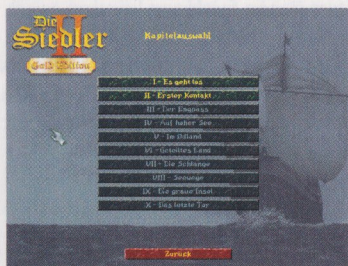 Die
Siedler
II
Gold Edition
Kapitelauswahl
I - Es geht los
II - Erster Kontakt
III - Der Engpass
IV - Auf hoher See
V - Im Ödland
VI - Geteiltes Land
VII - Die Schlange
VIII - Seewege
IX - Die graue Insel
X - Das letzte Tor
Zurück